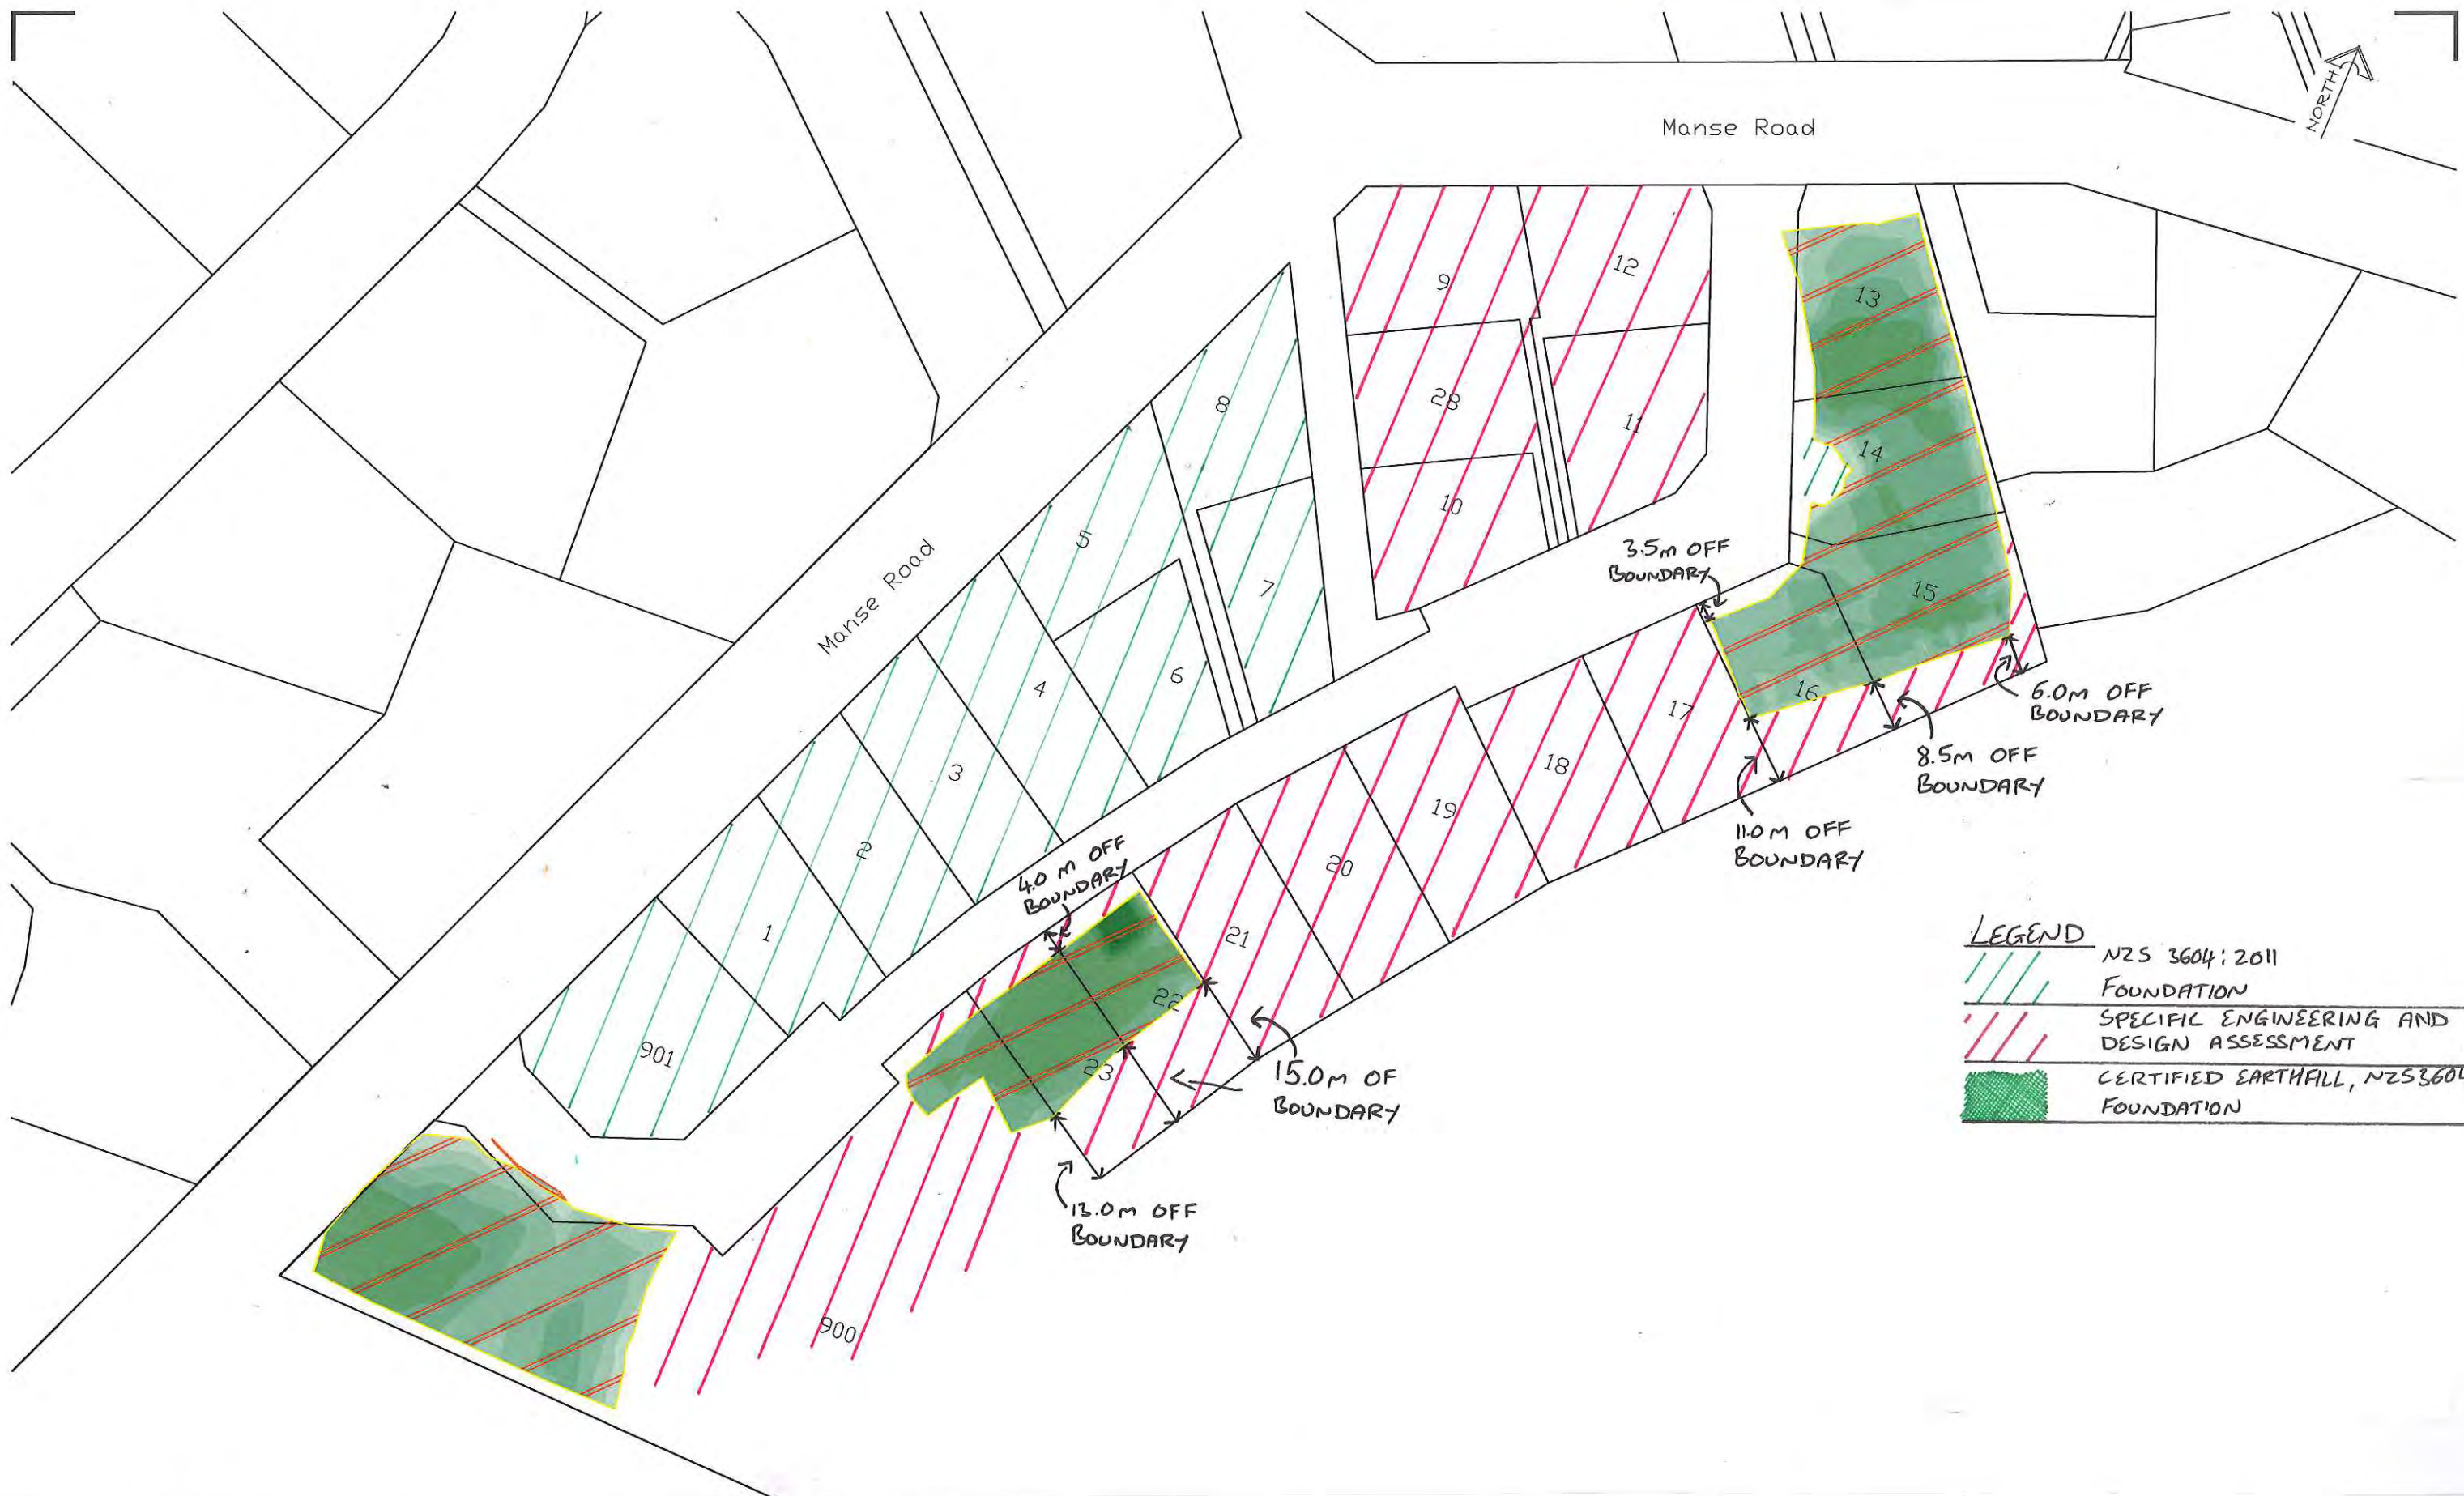 NORTH
Manse Road
9
12
13
28
11
14
10
8
5
7
Manse Road
4
6
3
2
1
901
3.5m OFF
BOUNDARY
15
16
17
18
19
20
21
22
23
6.0m OFF
BOUNDARY
8.5m OFF
BOUNDARY
11.0m OFF
BOUNDARY
4.0 m OFF
BOUNDARY
15.0m OF
BOUNDARY
13.0m OFF
BOUNDARY
900
LEGEND
NZS 3604:2011
FOUNDATION
SPECIFIC ENGINEERING AND
DESIGN ASSESSMENT
CERTIFIED EARTHFILL, NZS3604
FOUNDATION